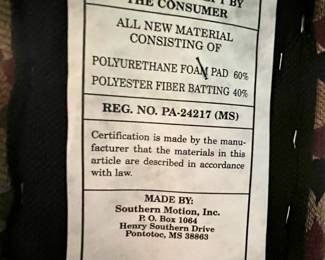 BY
THE CONSUMER
ALL NEW MATERIAL
CONSISTING OF
POLYURETHANE FOAM PAD 60%
POLYESTER FIBER BATTING 40%
REG. NO. PA-24217 (MS)
Certification is made by the manu-
facturer that the materials in this
article are described in accordance
with law.
MADE BY:
Southern Motion, Inc.
P. O. Box 1064
Henry Southern Drive
Pontotoc, MS 38863